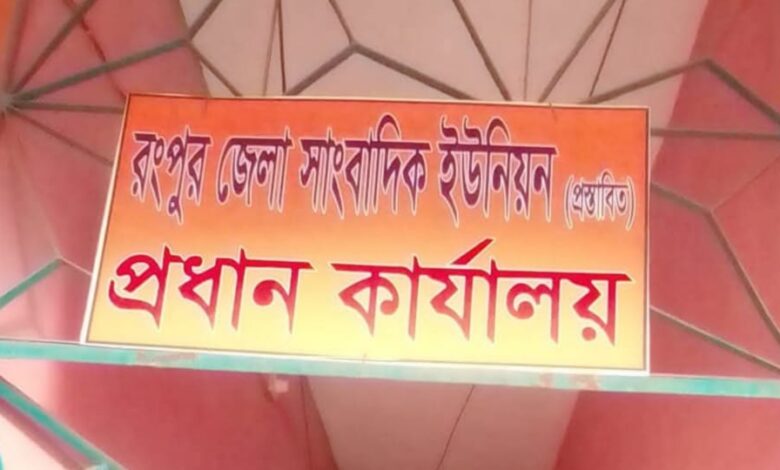 রংপুর জেলা সাংবাদিক ইউনিয়ন (প্রস্তাবিত)
প্রধান কার্যালয়